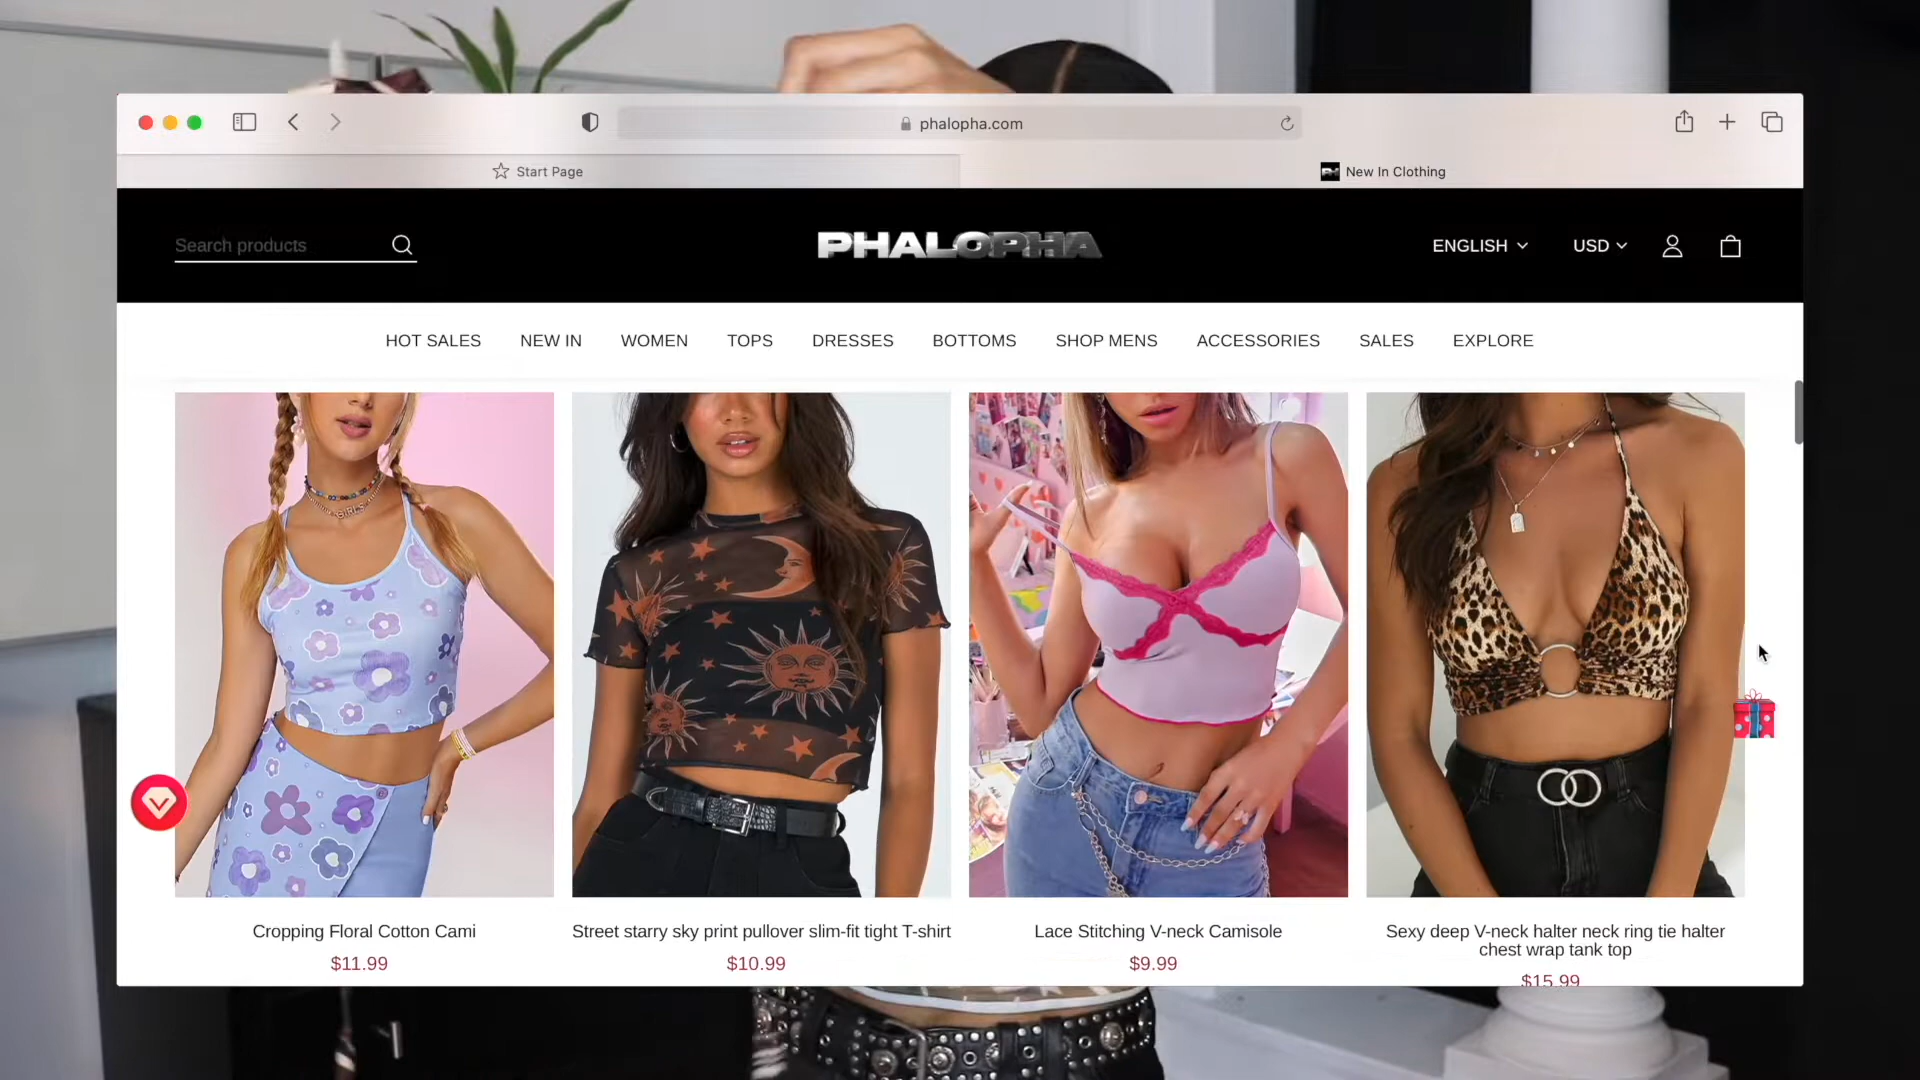 phalopha.com
Start Page
New In Clothing
Search products
PHALOPHA
ENGLISH
USD
HOT SALES
NEW IN
WOMEN
TOPS
DRESSES
BOTTOMS
SHOP MENS
ACCESSORIES
SALES
EXPLORE
GIRLS
Cropping Floral Cotton Cami
$11.99
Street starry sky print pullover slim-fit tight T-shirt
$10.99
Lace Stitching V-neck Camisole
$9.99
Sexy deep V-neck halter neck ring tie halter
chest wrap tank top
$15.99